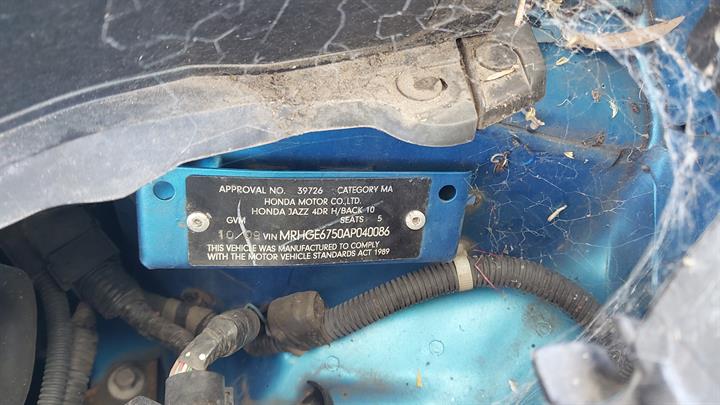 APPROVAL NO. 39726 CATEGORY MA
HONDA MOTOR CO., LTD.
HONDA JAZZ 4DR H/BACK 10
GVM SEATS 5
10/09 VIN MRHGE6750AP040086
THIS VEHICLE WAS MANUFACTURED TO COMPLY
WITH THE MOTOR VEHICLE STANDARDS ACT 1989